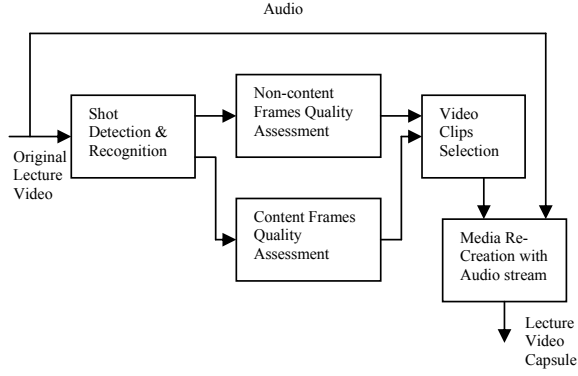 Audio
Original
Lecture
Video
Shot
Detection &
Recognition
Non-content
Frames Quality
Assessment
Content Frames
Quality
Assessment
Video
Clips
Selection
Media Re-
Creation with
Audio stream
Lecture
Video
Capsule